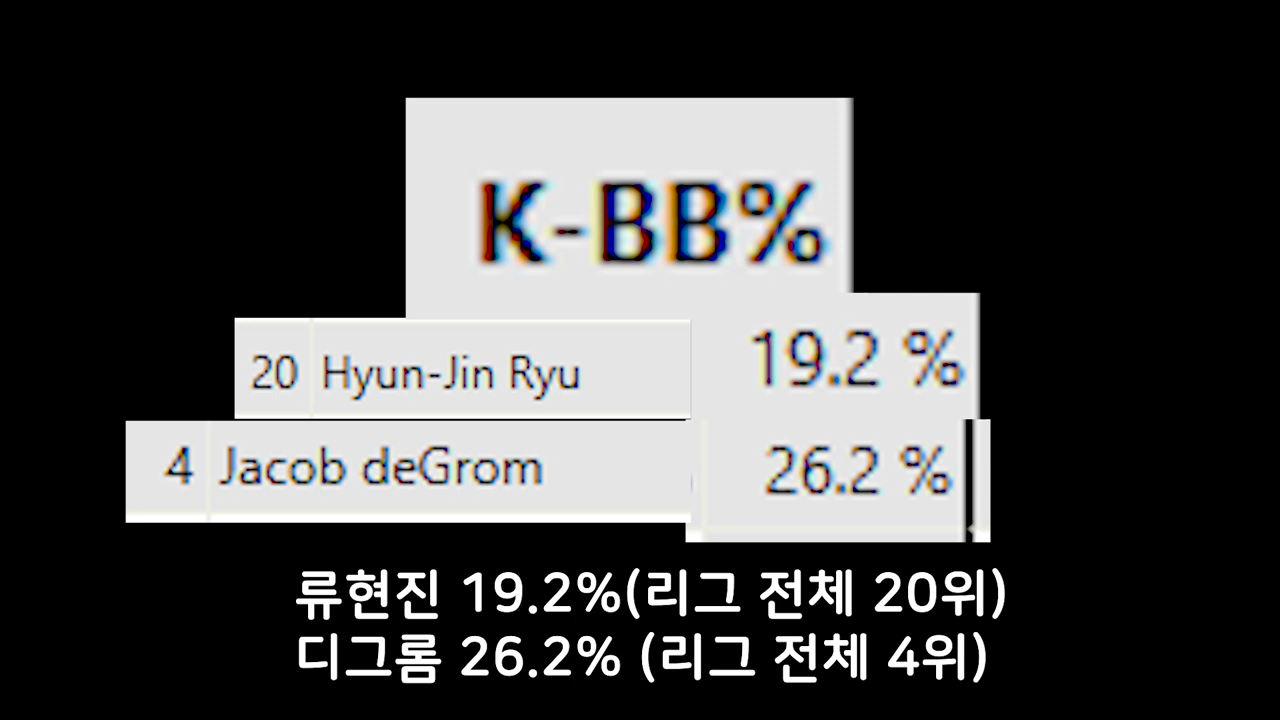 K-BB%
20 Hyun-Jin Ryu 19.2 %
4 Jacob deGrom 26.2 %
류현진 19.2%(리그 전체 20위)
디그롬 26.2% (리그 전체 4위)